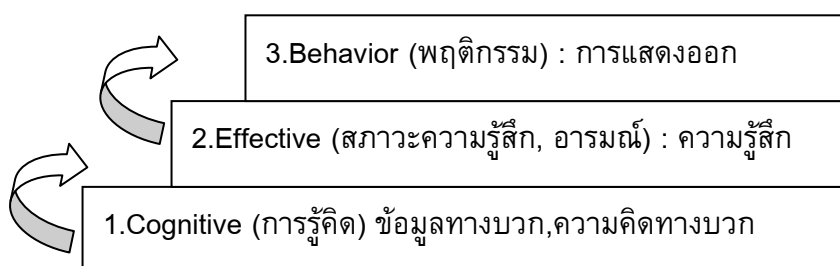 3.Behavior (พฤติกรรม) : การแสดงออก
2.Effective (สภาวะความรู้สึก, อารมณ์) : ความรู้สึก
1.Cognitive (การรู้คิด) ข้อมูลทางบวก,ความคิดทางบวก